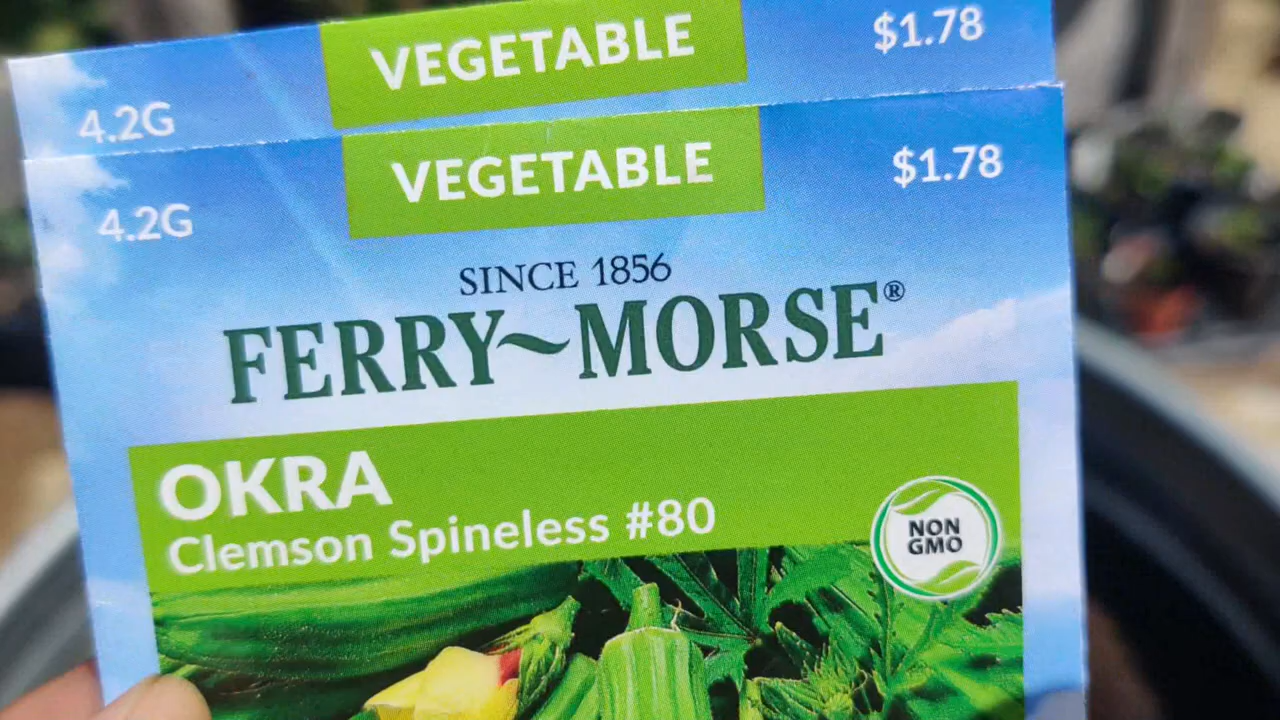 VEGETABLE
$1.78
4.2G
VEGETABLE
$1.78
4.2G
SINCE 1856
FERRY~MORSE®
OKRA
Clemson Spineless #80
NON
GMO